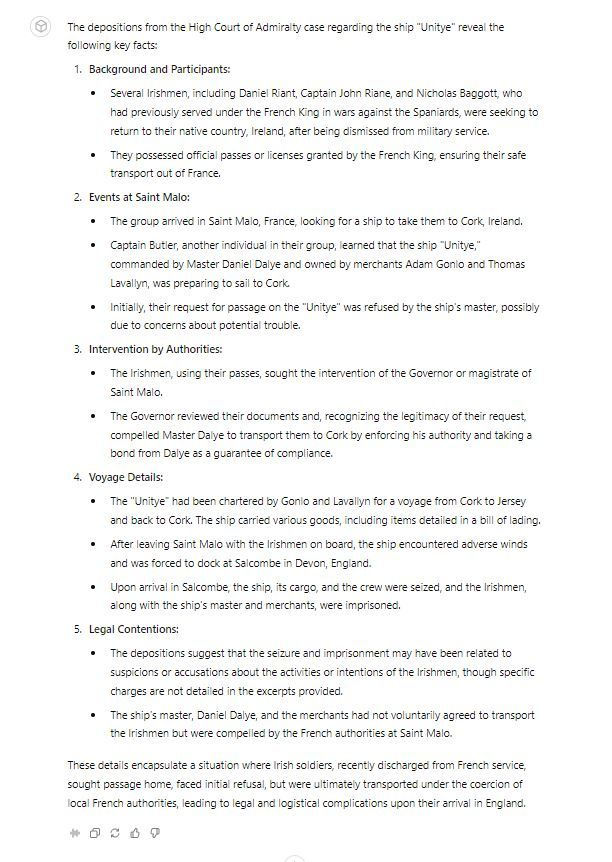 The depositions from the High Court of Admiralty case regarding the ship "Unitye" reveal the
following key facts:
1. Background and Participants:
• Several Irishmen, including Daniel Riant, Captain John Riane, and Nicholas Baggott, who
had previously served under the French King in wars against the Spaniards, were seeking to
return to their native country, Ireland, after being dismissed from military service.
• They possessed official passes or licenses granted by the French King, ensuring their safe
transport out of France.
2. Events at Saint Malo:
• The group arrived in Saint Malo, France, looking for a ship to take them to Cork, Ireland.
• Captain Butler, another individual in their group, learned that the ship "Unitye,"
commanded by Master Daniel Dalye and owned by merchants Adam Gonlo and Thomas
Lavallyn, was preparing to sail to Cork.
• Initially, their request for passage on the "Unitye" was refused by the ship's master, possibly
due to concerns about potential trouble.
3. Intervention by Authorities:
• The Irishmen, using their passes, sought the intervention of the Governor or magistrate of
Saint Malo.
• The Governor reviewed their documents and, recognizing the legitimacy of their request,
compelled Master Dalye to transport them to Cork by enforcing his authority and taking a
bond from Dalye as a guarantee of compliance.
4. Voyage Details:
• The "Unitye" had been chartered by Gonlo and Lavallyn for a voyage from Cork to Jersey
and back to Cork. The ship carried various goods, including items detailed in a bill of lading.
• After leaving Saint Malo with the Irishmen on board, the ship encountered adverse winds
and was forced to dock at Salcombe in Devon, England.
• Upon arrival in Salcombe, the ship, its cargo, and the crew were seized, and the Irishmen,
along with the ship's master and merchants, were imprisoned.
5. Legal Contentions:
• The depositions suggest that the seizure and imprisonment may have been related to
suspicions or accusations about the activities or intentions of the Irishmen, though specific
charges are not detailed in the excerpts provided.
• The ship's master, Daniel Dalye, and the merchants had not voluntarily agreed to transport
the Irishmen but were compelled by the French authorities at Saint Malo.
These details encapsulate a situation where Irish soldiers, recently discharged from French service,
sought passage home, faced initial refusal, but were ultimately transported under the coercion of
local French authorities, leading to legal and logistical complications upon their arrival in England.